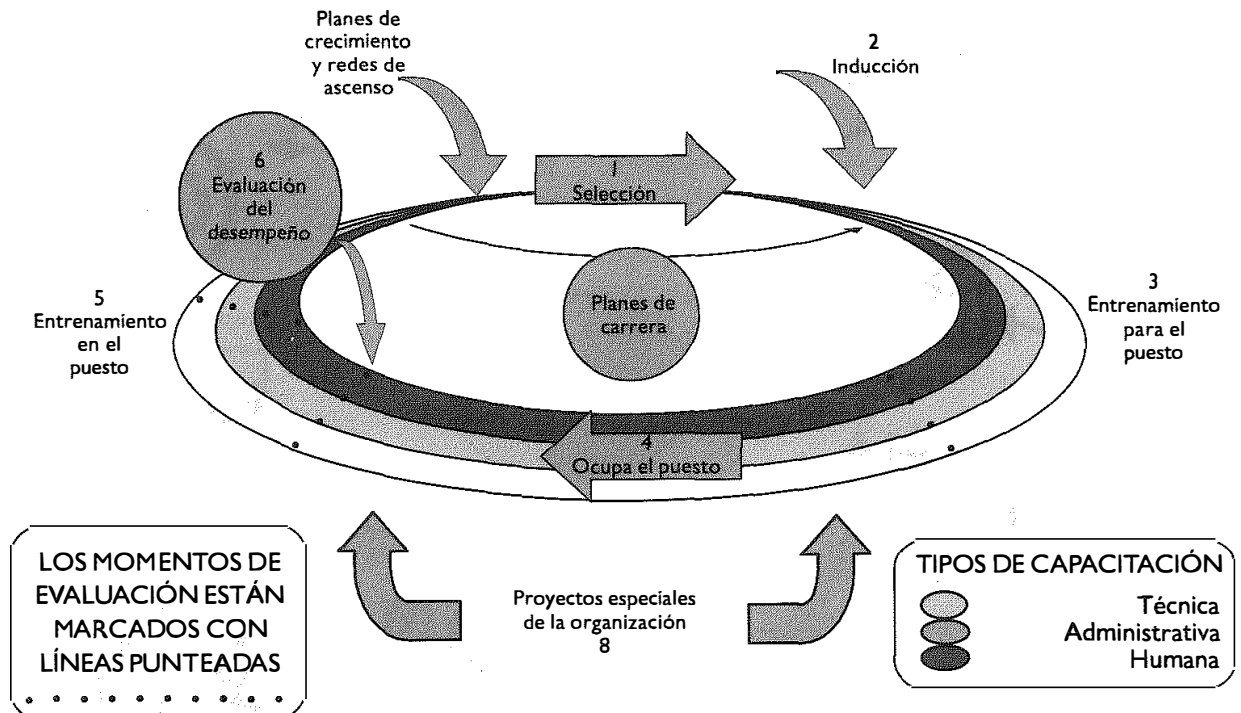 Planes de
crecimiento
y redes de
ascenso
2
Inducción
6
Evaluación
del
desempeño
1
Selección
Planes de
carrera
5
Entrenamiento
en el
puesto
3
Entrenamiento
para el
puesto
4
Ocupa el puesto
LOS MOMENTOS DE
EVALUACIÓN ESTÁN
MARCADOS CON
LÍNEAS PUNTEADAS
Proyectos especiales
de la organización
8
TIPOS DE CAPACITACIÓN
Técnica
Administrativa
Humana